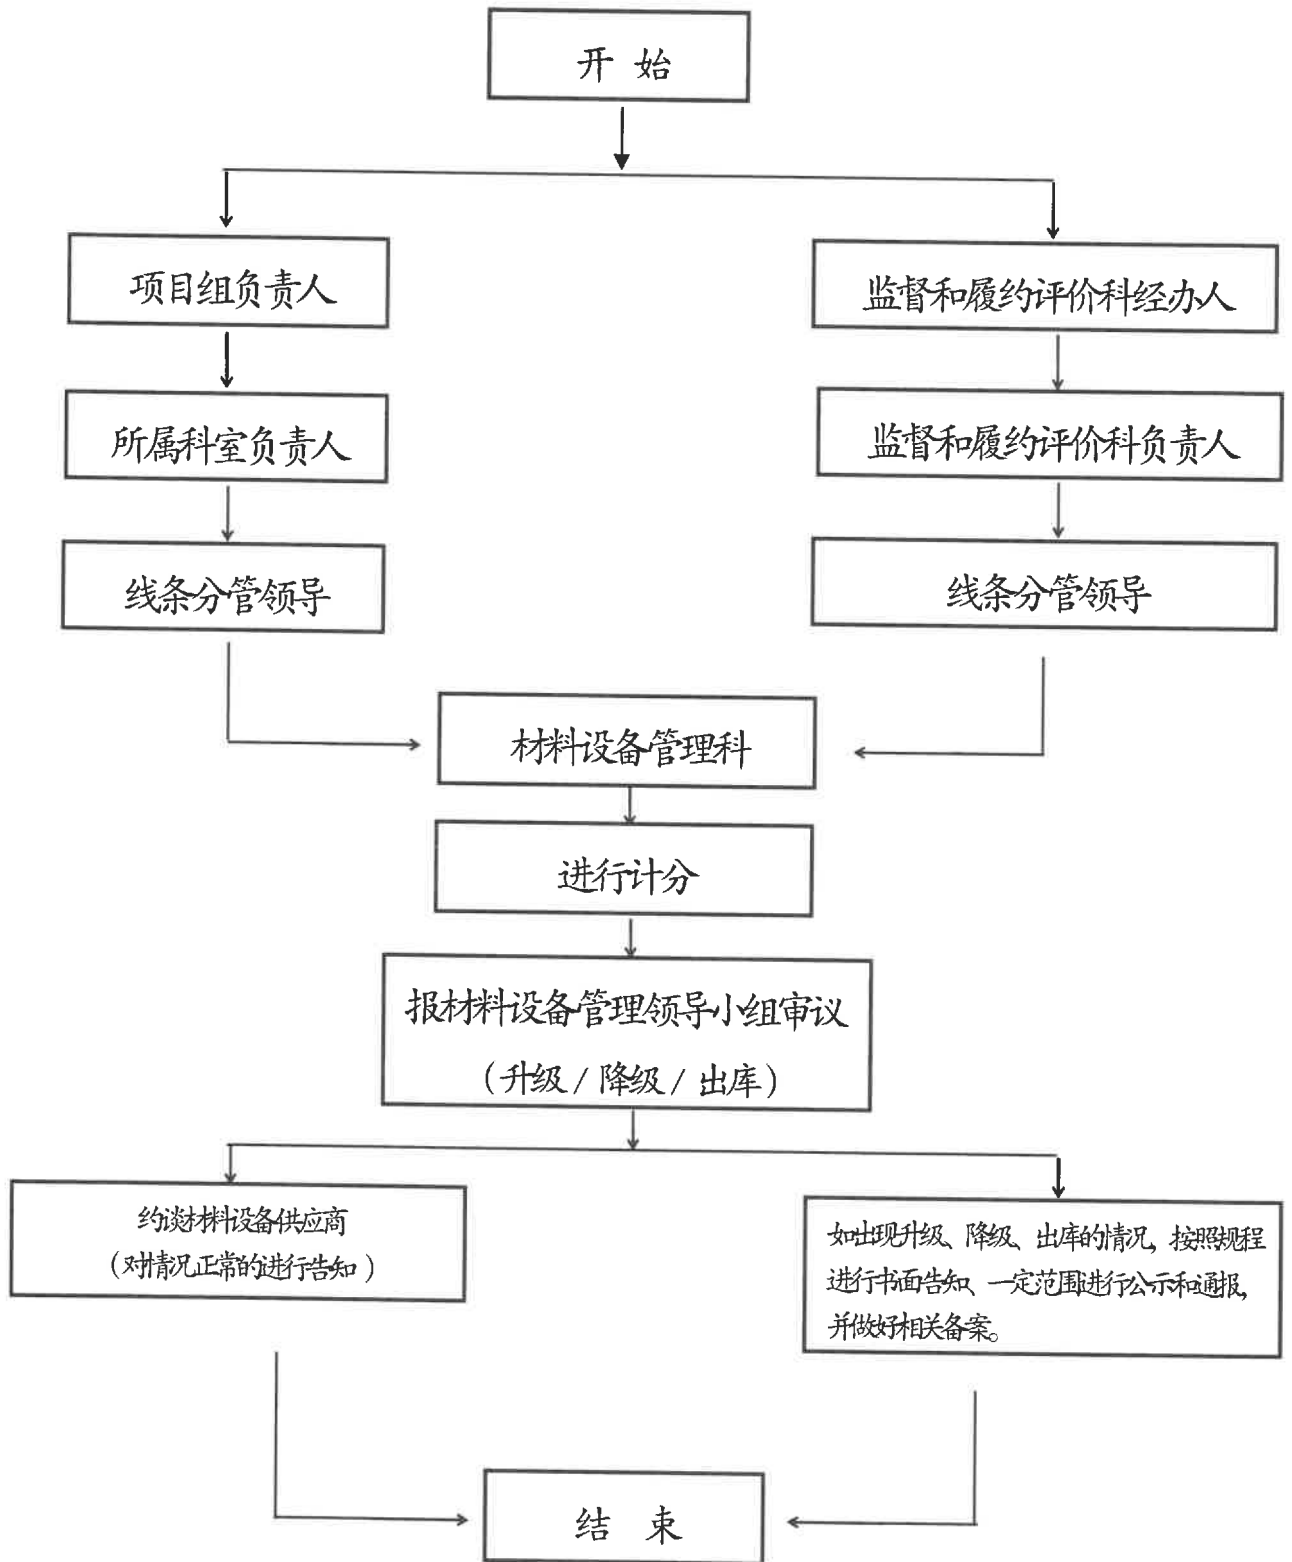 开 始
项目组负责人
监督和履约评价科经办人
所属科室负责人
监督和履约评价科负责人
线条分管领导
线条分管领导
材料设备管理科
进行计分
报材料设备管理领导小组审议
（升级/降级/出库）
约谈材料设备供应商
（对情况正常的进行告知）
如出现升级、降级、出库的情况，按照规程
进行书面告知、一定范围进行公示和通报，
并做好相关备案。
结 束